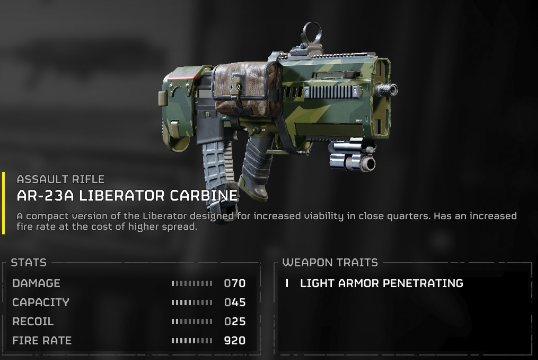 ASSAULT RIFLE
AR-23A LIBERATOR CARBINE
A compact version of the Liberator designed for increased viability in close quarters. Has an increased
fire rate at the cost of higher spread.
STATS
DAMAGE 070
CAPACITY 045
RECOIL 025
FIRE RATE 920
WEAPON TRAITS
I LIGHT ARMOR PENETRATING